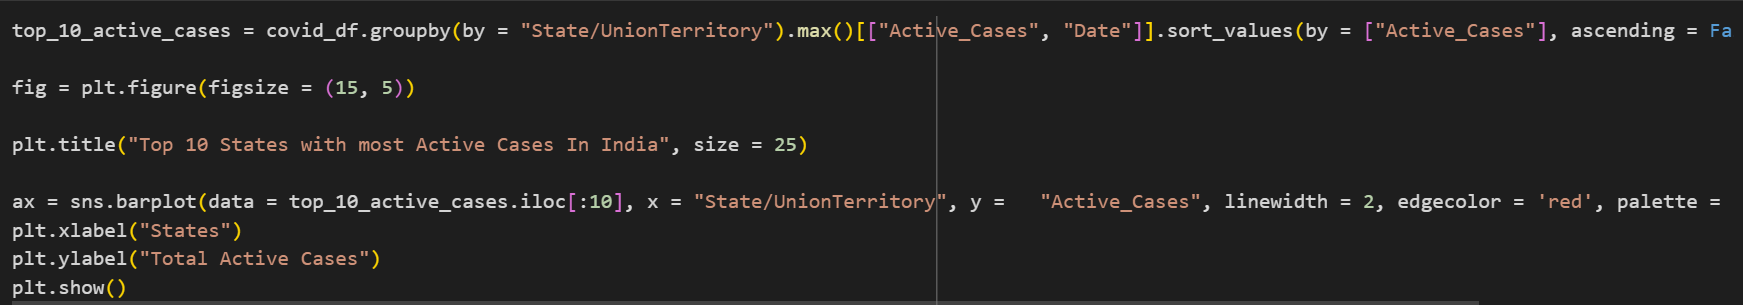 top_10_active_cases = covid_df.groupby(by = "State/UnionTerritory").max()[["Active_Cases", "Date"]].sort_values(by = ["Active_Cases"], ascending = Fa
fig = plt.figure(figsize = (15, 5))
plt.title("Top 10 States with most Active Cases In India", size = 25)
ax = sns.barplot(data = top_10_active_cases.iloc[:10], x = "State/UnionTerritory", y =   "Active_Cases", linewidth = 2, edgecolor = 'red', palette =
plt.xlabel("States")
plt.ylabel("Total Active Cases")
plt.show()